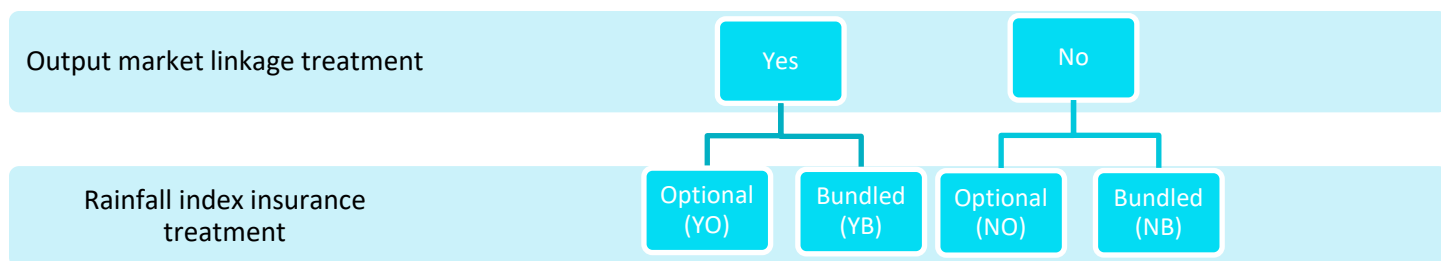 Output market linkage treatment
Yes
No
Rainfall index insurance
treatment
Optional
(YO)
Bundled
(YB)
Optional
(NO)
Bundled
(NB)